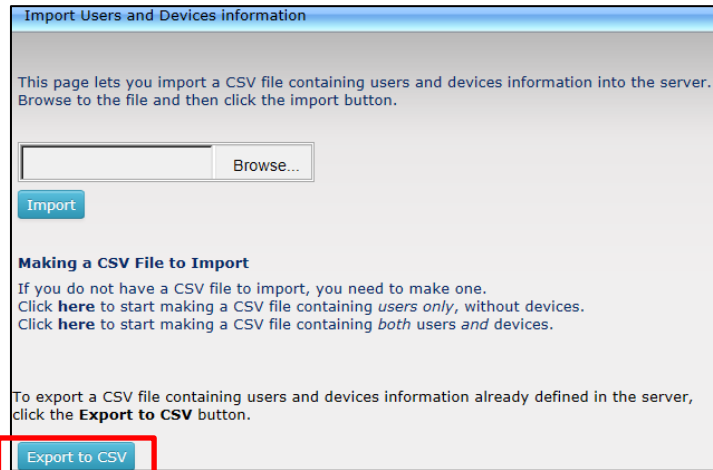 Import Users and Devices information
This page lets you import a CSV file containing users and devices information into the server.
Browse to the file and then click the import button.
Browse...
Import
Making a CSV File to Import
If you do not have a CSV file to import, you need to make one.
Click here to start making a CSV file containing users only, without devices.
Click here to start making a CSV file containing both users and devices.
To export a CSV file containing users and devices information already defined in the server,
click the Export to CSV button.
Export to CSV